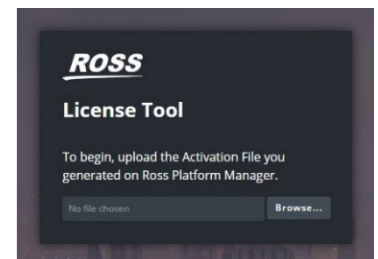 ROSS
License Tool
To begin, upload the Activation File you
generated on Ross Platform Manager.
No file chosen
Browse...